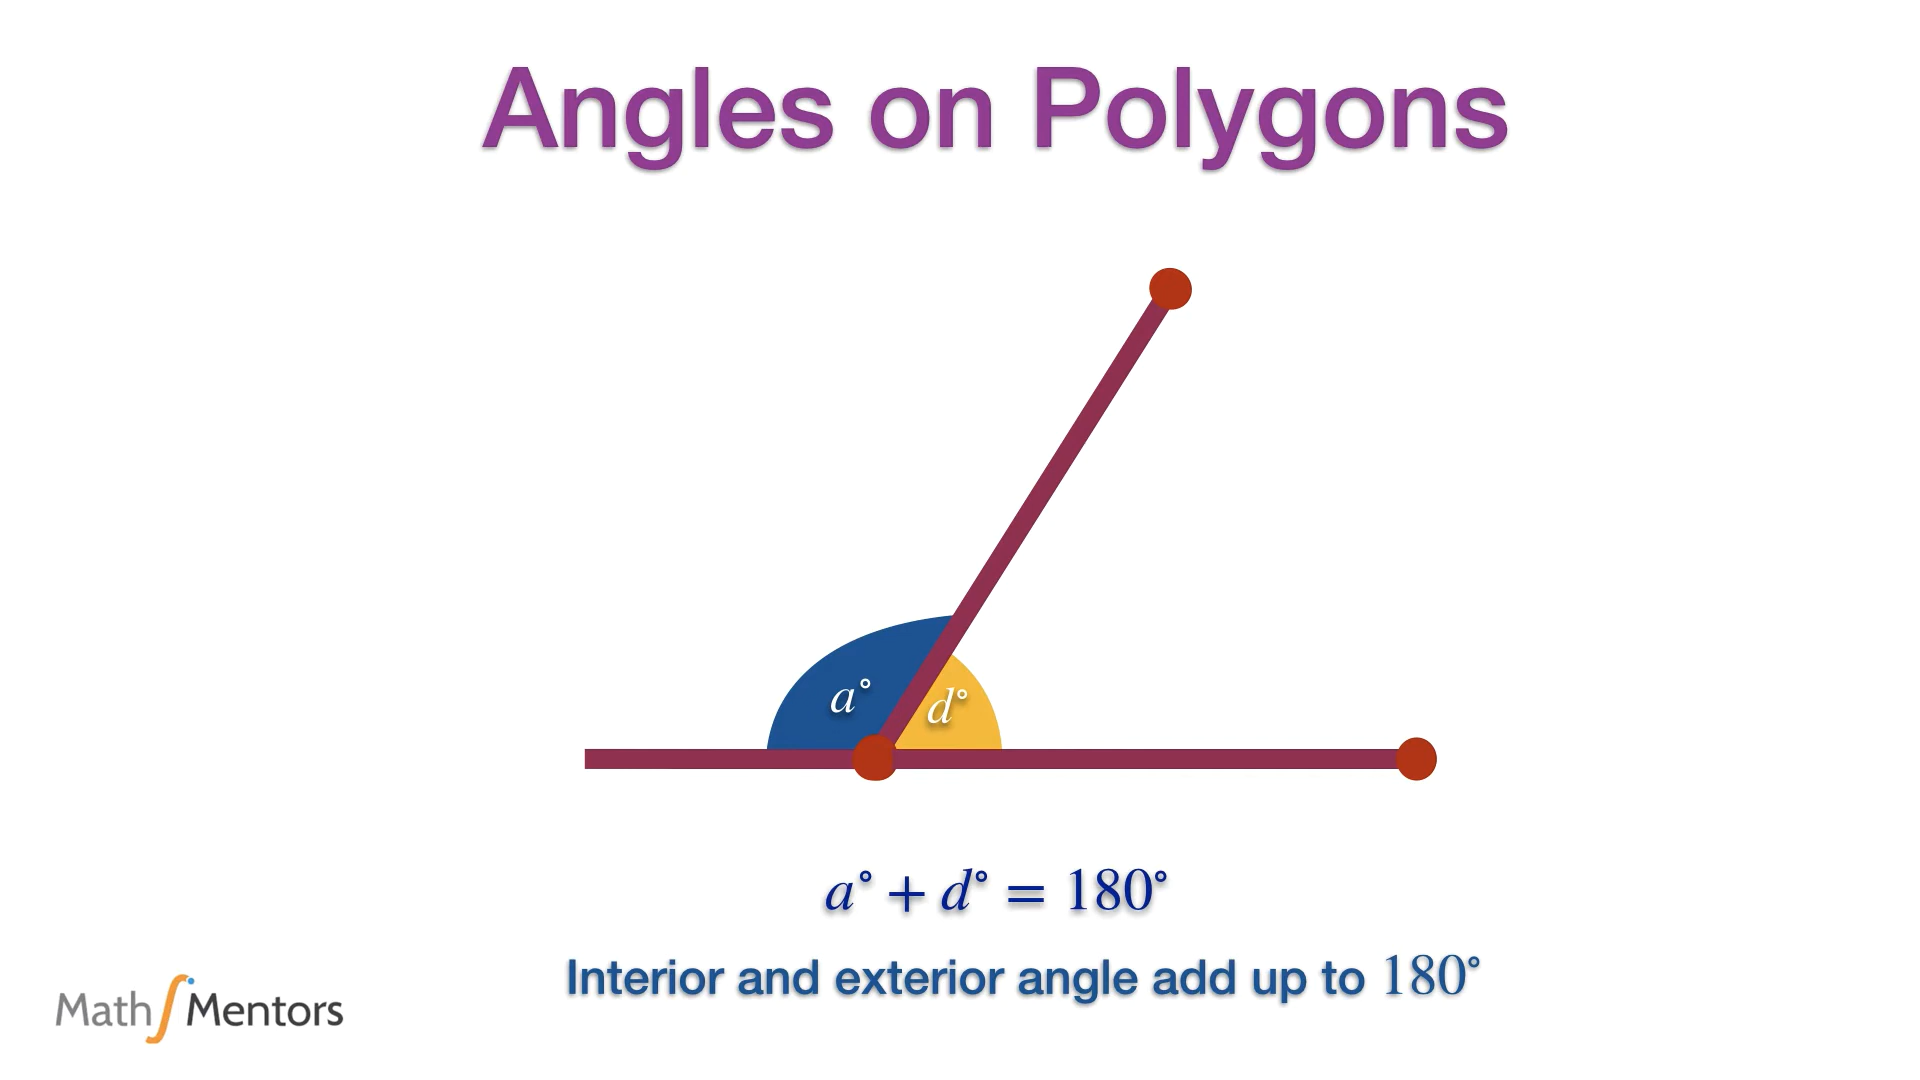 Angles on Polygons
a° d°
a° + d° = 180°
Interior and exterior angle add up to 180°
Math Mentors